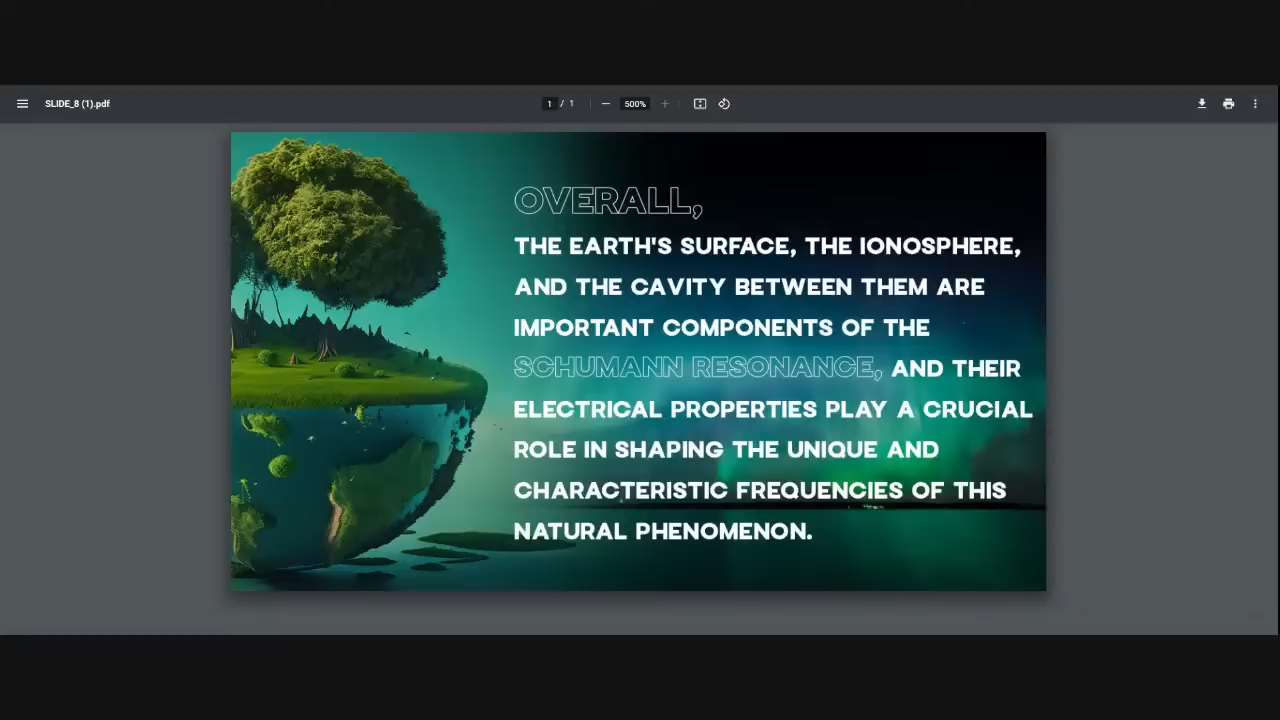 SLIDE_8 (1).pdf
1 / 1
500%
OVERALL,
THE EARTH'S SURFACE, THE IONOSPHERE,
AND THE CAVITY BETWEEN THEM ARE
IMPORTANT COMPONENTS OF THE
SCHUMANN RESONANCE, AND THEIR
ELECTRICAL PROPERTIES PLAY A CRUCIAL
ROLE IN SHAPING THE UNIQUE AND
CHARACTERISTIC FREQUENCIES OF THIS
NATURAL PHENOMENON.